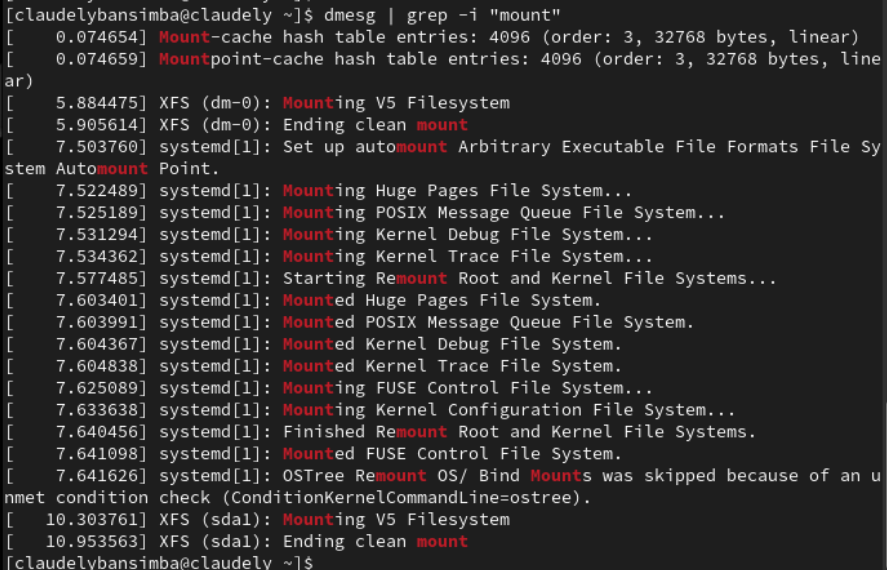 [claudelybansimba@claudely ~]$ dmesg | grep -i "mount"
[    0.074654] Mount-cache hash table entries: 4096 (order: 3, 32768 bytes, linear)
[    0.074659] Mountpoint-cache hash table entries: 4096 (order: 3, 32768 bytes, line
ar)
[    5.884475] XFS (dm-0): Mounting V5 Filesystem
[    5.905614] XFS (dm-0): Ending clean mount
[    7.503760] systemd[1]: Set up automount Arbitrary Executable File Formats File Sy
stem Automount Point.
[    7.522489] systemd[1]: Mounting Huge Pages File System...
[    7.525189] systemd[1]: Mounting POSIX Message Queue File System...
[    7.531294] systemd[1]: Mounting Kernel Debug File System...
[    7.534362] systemd[1]: Mounting Kernel Trace File System...
[    7.577485] systemd[1]: Starting Remount Root and Kernel File Systems...
[    7.603401] systemd[1]: Mounted Huge Pages File System.
[    7.603991] systemd[1]: Mounted POSIX Message Queue File System.
[    7.604367] systemd[1]: Mounted Kernel Debug File System.
[    7.604838] systemd[1]: Mounted Kernel Trace File System.
[    7.625089] systemd[1]: Mounting FUSE Control File System...
[    7.633638] systemd[1]: Mounting Kernel Configuration File System...
[    7.640456] systemd[1]: Finished Remount Root and Kernel File Systems.
[    7.641098] systemd[1]: Mounted FUSE Control File System.
[    7.641626] systemd[1]: OSTree Remount OS/ Bind Mounts was skipped because of an u
nmet condition check (ConditionKernelCommandLine=ostree).
[   10.303761] XFS (sda1): Mounting V5 Filesystem
[   10.953563] XFS (sda1): Ending clean mount
[claudelybansimba@claudely ~]$